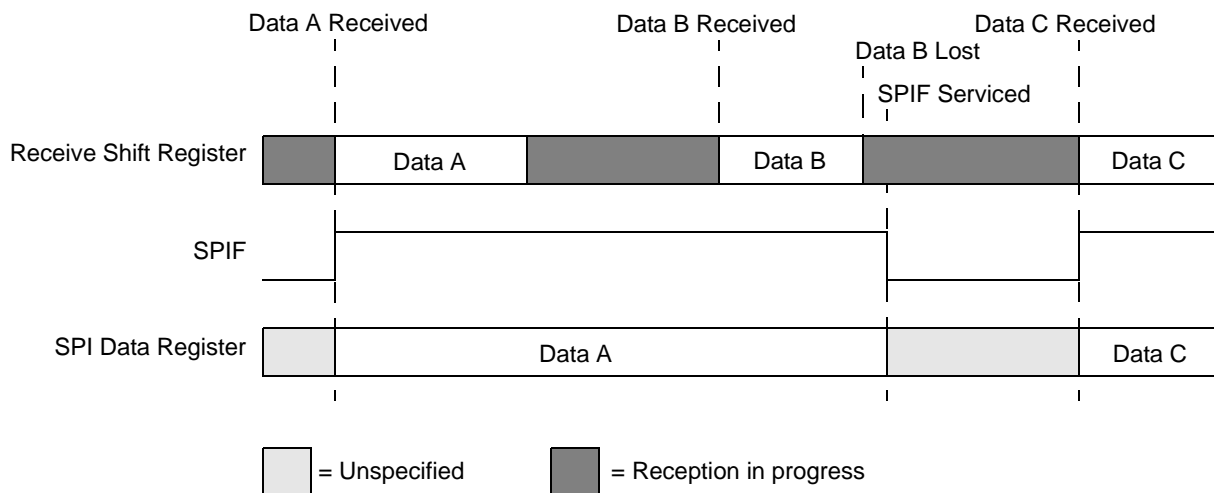 Data A Received
Data B Received
Data C Received
Data B Lost
SPIF Serviced
Receive Shift Register
Data A
Data B
Data C
SPIF
SPI Data Register
Data A
Data C
= Unspecified
= Reception in progress